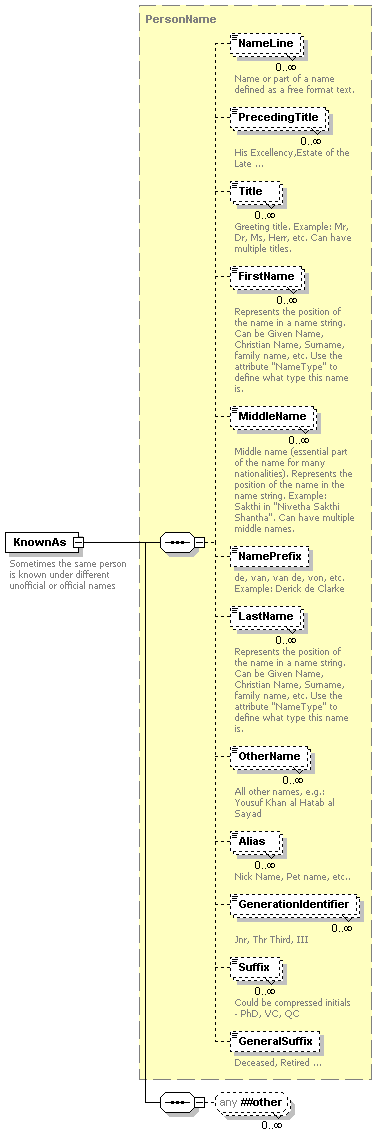 PersonName
NameLine
0..∞
Name or part of a name
defined as a free format text.
PrecedingTitle
0..∞
His Excellency,Estate of the
Late ...
Title
0..∞
Greeting title. Example: Mr,
Dr, Ms, Herr, etc. Can have
multiple titles.
FirstName
0..∞
Represents the position of
the name in a name string.
Can be Given Name,
Christian Name, Surname,
family name, etc. Use the
attribute "NameType" to
define what type this name
is.
MiddleName
0..∞
Middle name (essential part
of the name for many
nationalities). Represents the
position of the name in the
name string. Example:
Sakthi in "Nivetha Sakthi
Shantha". Can have multiple
middle names.
KnownAs
Sometimes the same person
is known under different
unofficial or official names
NamePrefix
de, van, van de, von, etc.
Example: Derick de Clarke
LastName
0..∞
Represents the position of
the name in a name string.
Can be Given Name,
Christian Name, Surname,
family name, etc. Use the
attribute "NameType" to
define what type this name
is.
OtherName
0..∞
All other names, e.g.:
Yousuf Khan al Hatab al
Sayad
Alias
0..∞
Nick Name, Pet name, etc..
GenerationIdentifier
0..∞
Jnr, Thr Third, III
Suffix
0..∞
Could be compressed initials
- PhD, VC, QC
GeneralSuffix
Deceased, Retired ...
any ##other
0..∞